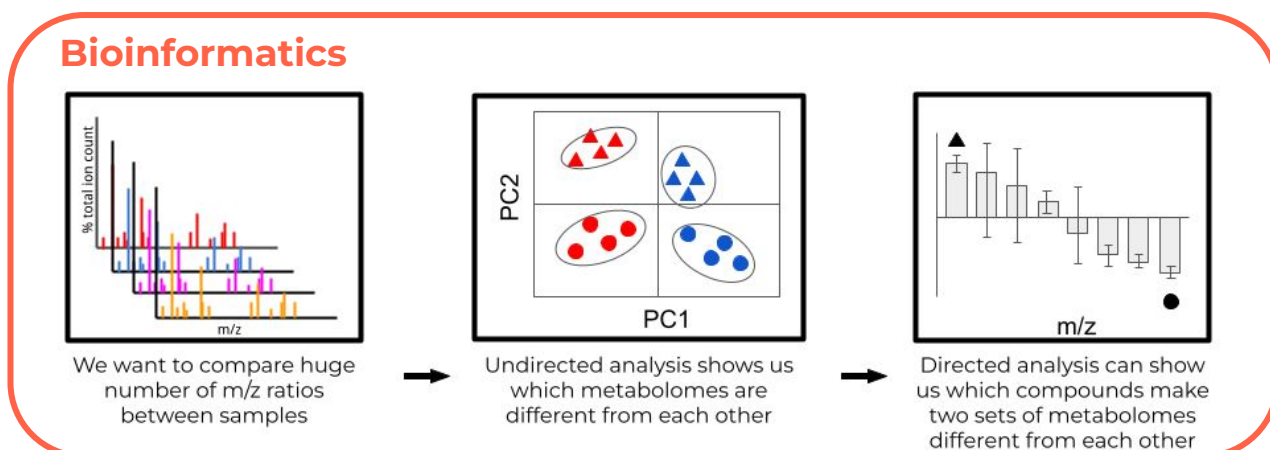 Bioinformatics
% total ion count
m/z
PC2
PC1
m/z
We want to compare huge
number of m/z ratios
between samples
Undirected analysis shows us
which metabolomes are
different from each other
Directed analysis can show
us which compounds make
two sets of metabolomes
different from each other